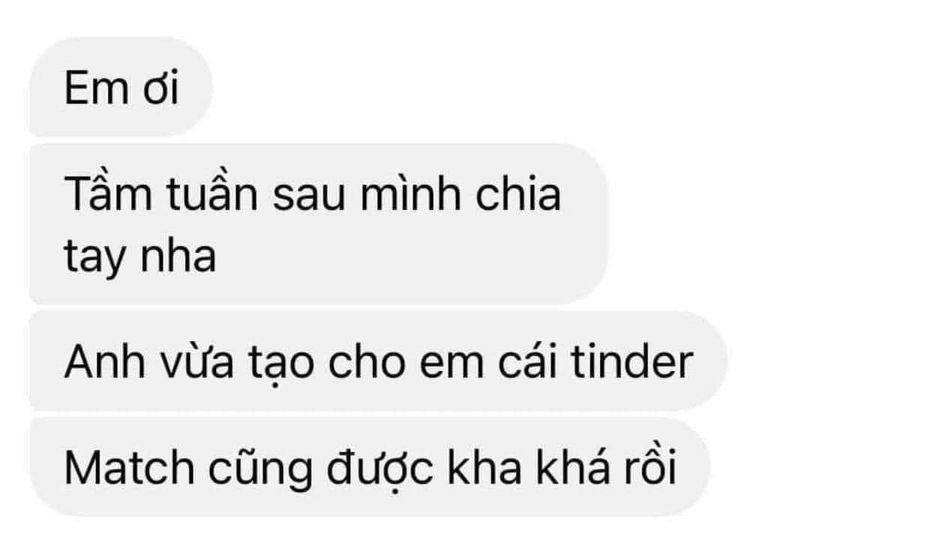 Em ơi
Tầm tuần sau mình chia
tay nha
Anh vừa tạo cho em cái tinder
Match cũng được kha khá rồi